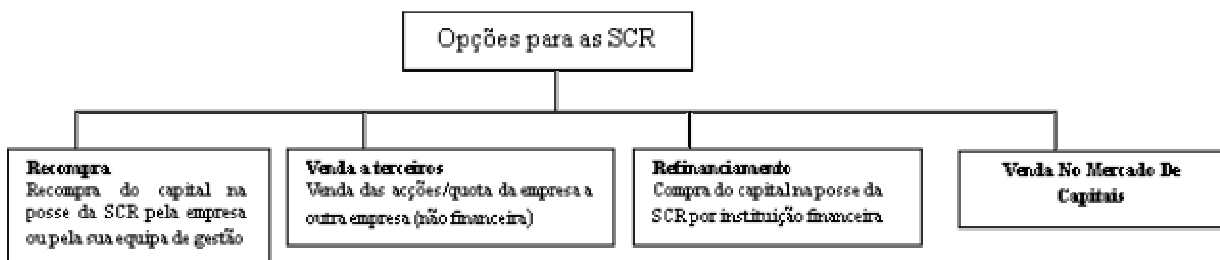 Opções para as SCR
Recompra
Recompra do capital na
posse da SCR pela empresa
ou pela sua equipa de gestão
Venda a terceiros
Venda das acções/quota da empresa a
outra empresa (não financeira)
Refinanciamento
Compra do capital na posse da
SCR por instituição financeira
Venda No Mercado De
Capitais